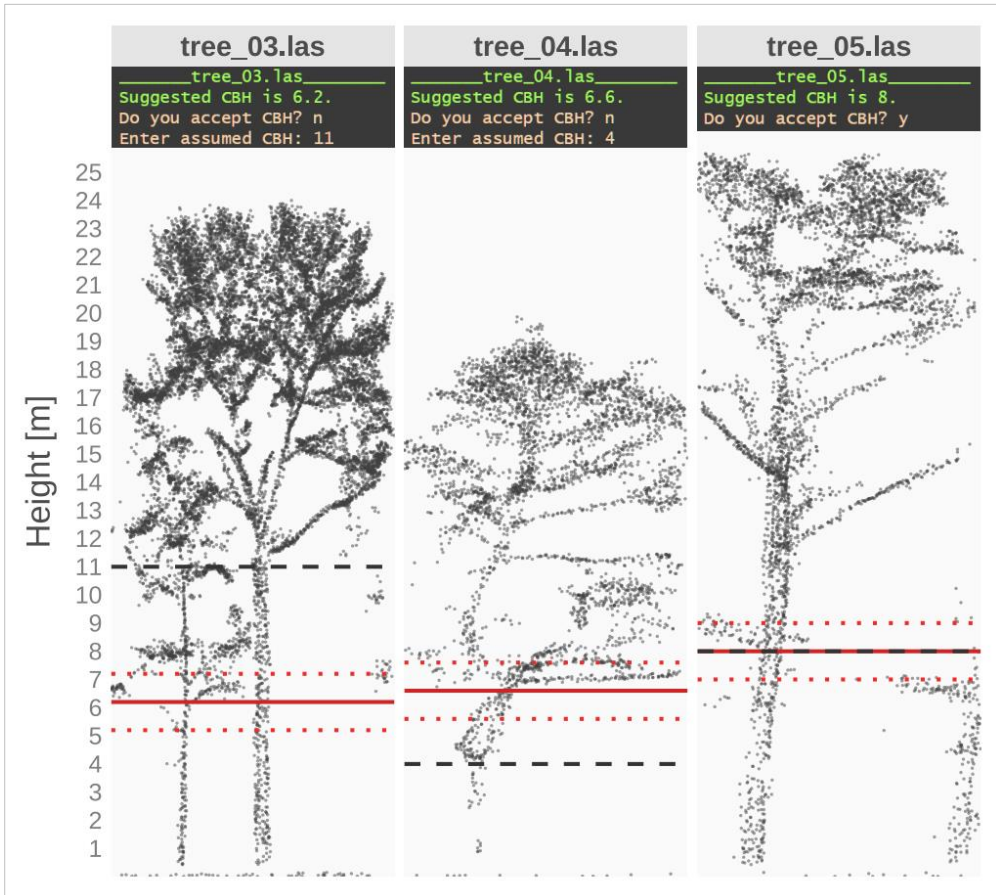 tree_03.las
______tree_03.las________
Suggested CBH is 6.2.
Do you accept CBH? n
Enter assumed CBH: 11
tree_04.las
______tree_04.las________
Suggested CBH is 6.6.
Do you accept CBH? n
Enter assumed CBH: 4
tree_05.las
______tree_05.las________
Suggested CBH is 8.
Do you accept CBH? y
Height [m]
25
24
23
22
21
20
19
18
17
16
15
14
13
12
11
10
9
8
7
6
5
4
3
2
1